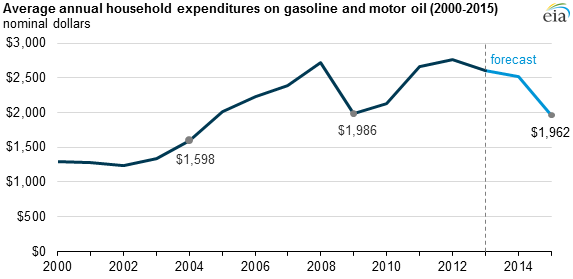 Average annual household expenditures on gasoline and motor oil (2000-2015)
nominal dollars
eia
$3,000
$2,500
$2,000
$1,500
$1,000
$500
$0
forecast
$1,598
$1,986
$1,962
2000 2002 2004 2006 2008 2010 2012 2014